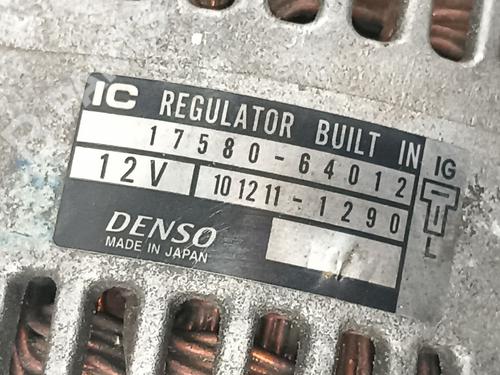 IC REGULATOR BUILT IN
17580-64012
12V 101211-1290
DENSO
MADE IN JAPAN
IG
L